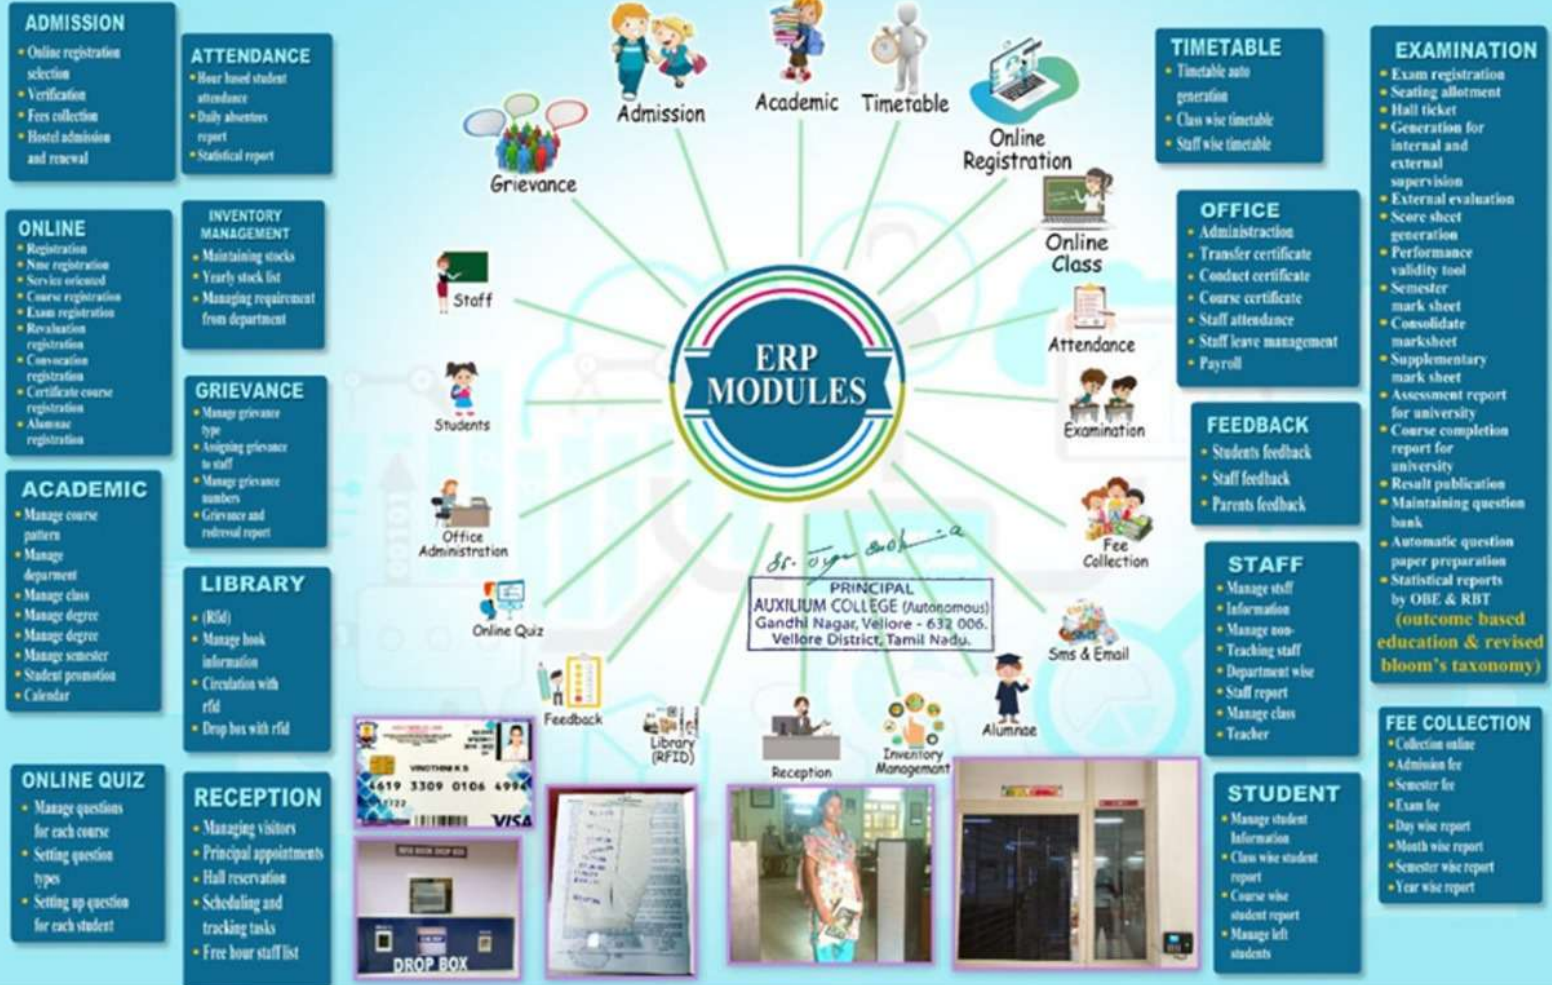 ADMISSION
• Online registration
selection
• Verification
• Fees collection
• Hostel admission
and renewal
ATTENDANCE
• Hour based student
attendance
• Daily absentees
report
• Statistical report
ONLINE
• Registration
• Nme registration
• Service oriented
• Course registration
• Exam registration
• Revaluation
registration
• Convocation
registration
• Certificate course
registration
• Alumnae
registration
INVENTORY
MANAGEMENT
• Maintaining stocks
• Yearly stock list
• Managing requirement
from department
GRIEVANCE
• Manage grievance
type
• Assigning grievance
to staff
• Manage grievance
numbers
• Grievance and
redressal report
ACADEMIC
• Manage course
pattern
• Manage
deparment
• Manage class
• Manage degree
• Manage degree
• Manage semester
• Student promotion
• Calendar
LIBRARY
• (Rfid)
• Manage book
information
• Circulation with
rfid
• Drop box with rfid
ONLINE QUIZ
• Manage questions
for each course
• Setting question
types
• Setting up question
for each student
RECEPTION
• Managing visitors
• Principal appointments
• Hall reservation
• Scheduling and
tracking tasks
• Free hour staff list
Grievance
Admission
Academic
Timetable
Online
Registration
Online
Class
Attendance
Examination
Fee
Collection
Sms & Email
Alumnae
Inventory
Management
Reception
Library
(RFID)
Feedback
Online Quiz
Office
Administration
Students
Staff
ERP
MODULES
PRINCIPAL
AUXILIUM COLLEGE (Autonomous)
Gandhi Nagar, Vellore - 632 006.
Vellore District, Tamil Nadu.
VINOTHINI K S
4619 3309 0106 4994
VISA
RFID BOOK DROP BOX
DROP BOX
TIMETABLE
• Timetable auto
generation
• Class wise timetable
• Staff wise timetable
OFFICE
• Administraction
• Transfer certificate
• Conduct certificate
• Course certificate
• Staff attendance
• Staff leave management
• Payroll
FEEDBACK
• Students feedback
• Staff feedback
• Parents feedback
STAFF
• Manage stsff
• Information
• Manage non-
• Teaching staff
• Department wise
• Staff report
• Manage class
• Teacher
STUDENT
• Manage student
Information
• Class wise student
report
• Course wise
student report
• Manage left
students
EXAMINATION
• Exam registration
• Seating allotment
• Hall ticket
• Generation for
internal and
external
supervision
• External evaluation
• Score sheet
generation
• Performance
validity tool
• Semester
mark sheet
• Consolidate
marksheet
• Supplementary
mark sheet
• Assessment report
for university
• Course completion
report for
university
• Result publication
• Maintaining question
bank
• Automatic question
paper preparation
• Statistical reports
by OBE & RBT
(outcome based
education & revised
bloom's taxonomy)
FEE COLLECTION
• Collection online
• Admission fee
• Semester fee
• Exam fee
• Day wise report
• Month wise report
• Semester wise report
• Year wise report